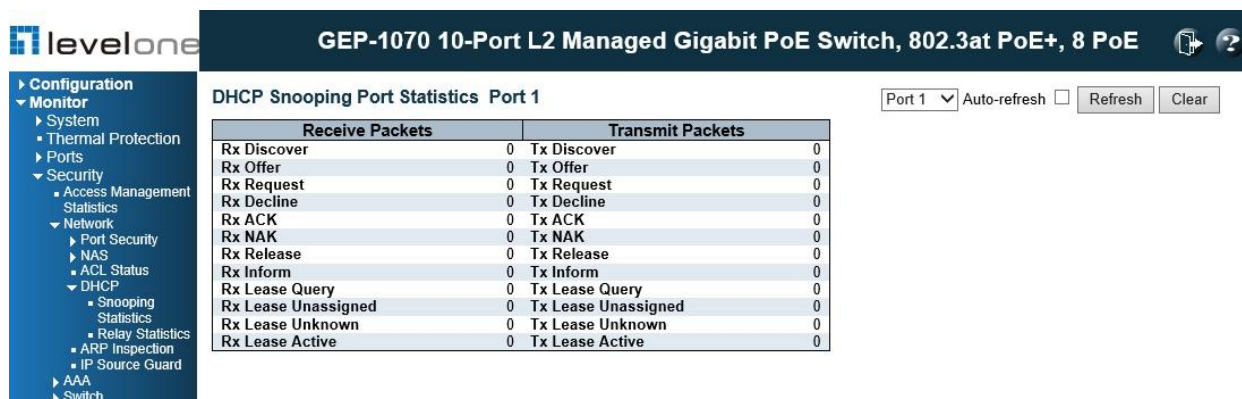 levelone
GEP-1070 10-Port L2 Managed Gigabit PoE Switch, 802.3at PoE+, 8 PoE
?
Configuration
Monitor
System
Thermal Protection
Ports
Security
Access Management
Statistics
Network
Port Security
NAS
ACL Status
DHCP
Snooping
Statistics
Relay Statistics
ARP Inspection
IP Source Guard
AAA
Switch
DHCP Snooping Port Statistics Port 1
Port 1 Auto-refresh Refresh Clear
Receive Packets Transmit Packets
Rx Discover 0 Tx Discover 0
Rx Offer 0 Tx Offer 0
Rx Request 0 Tx Request 0
Rx Decline 0 Tx Decline 0
Rx ACK 0 Tx ACK 0
Rx NAK 0 Tx NAK 0
Rx Release 0 Tx Release 0
Rx Inform 0 Tx Inform 0
Rx Lease Query 0 Tx Lease Query 0
Rx Lease Unassigned 0 Tx Lease Unassigned 0
Rx Lease Unknown 0 Tx Lease Unknown 0
Rx Lease Active 0 Tx Lease Active 0